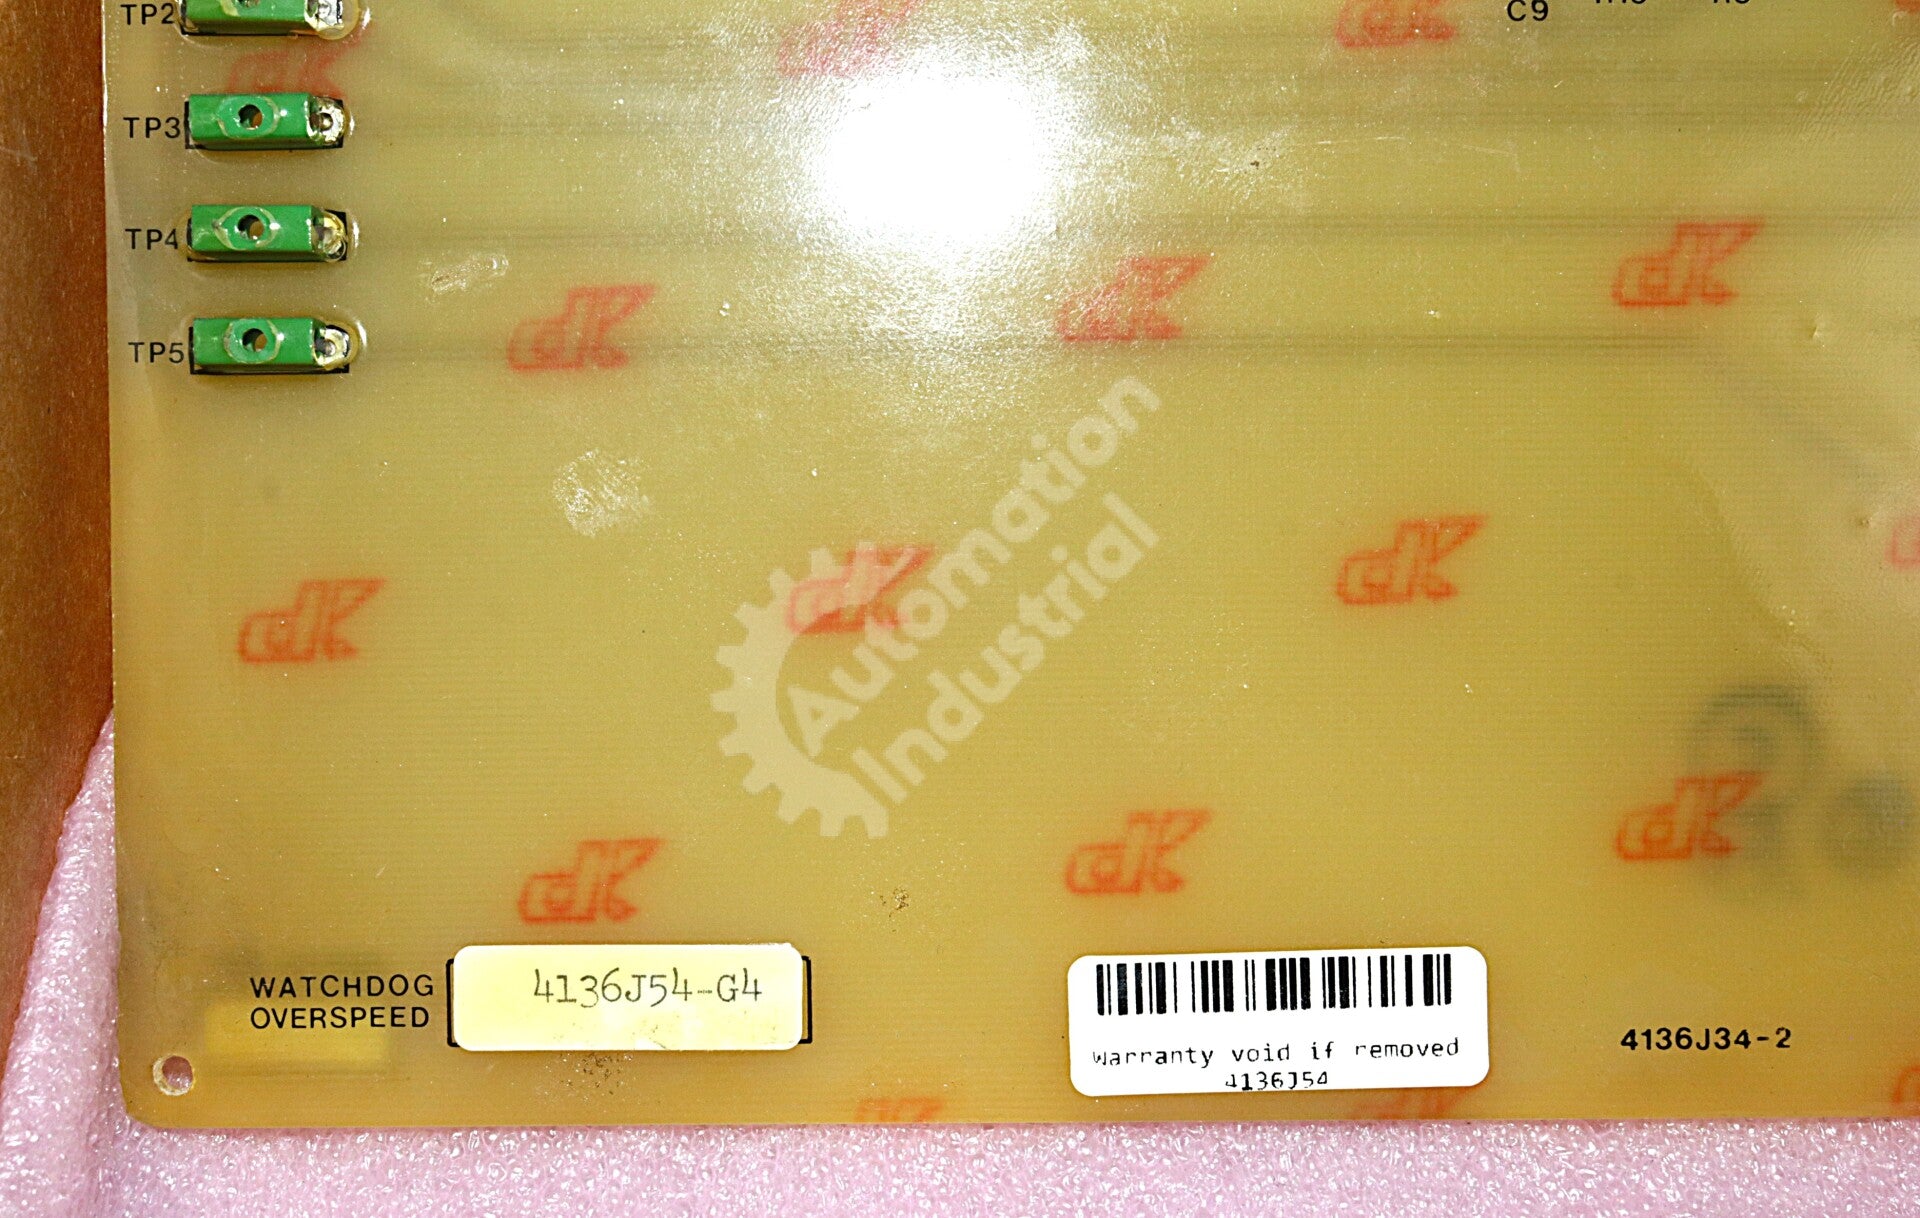 TP2
C9
TP3
TP4
TP5
Automation
Industrial
WATCHDOG
OVERSPEED
4136J54-G4
Warranty void if removed
4136J54
4136J34-2